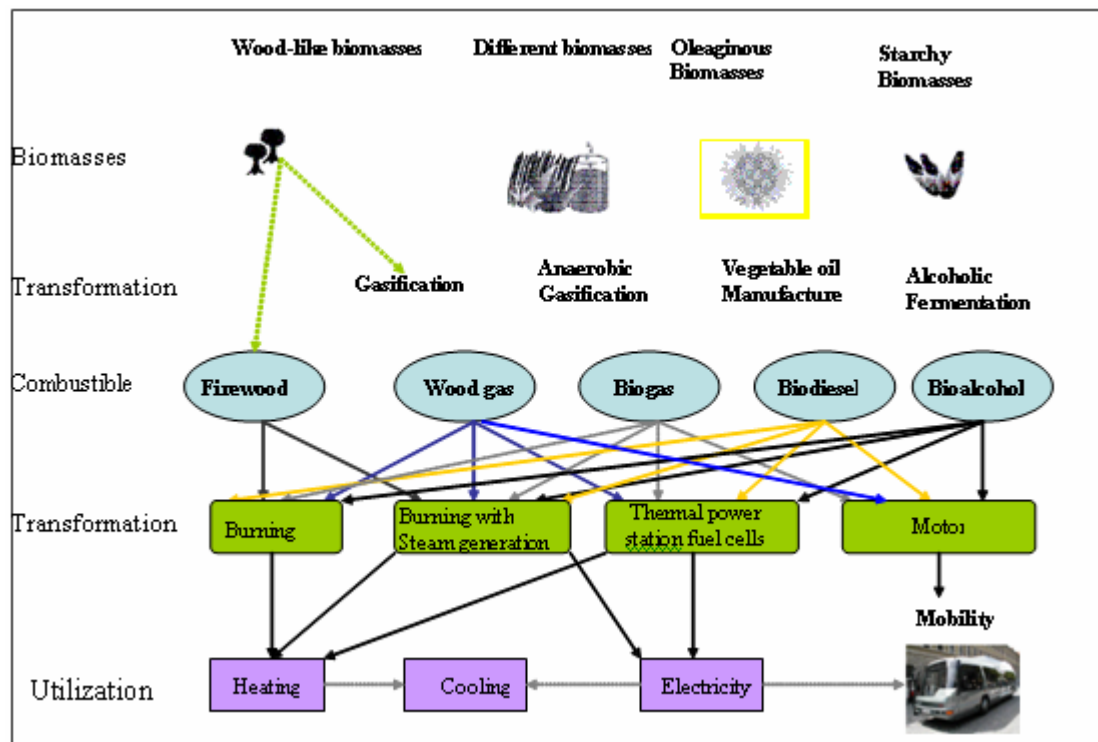 Wood-like biomasses
Different biomasses
Oleaginous
Biomasses
Starchy
Biomasses
Biomasses
Transformation
Gasification
Anaerobic
Gasification
Vegetable oil
Manufacture
Alcoholic
Fermentation
Combustible
Firewood
Wood gas
Biogas
Biodiesel
Bioalcohol
Transformation
Burning
Burning with
Steam generation
Thermal power
station fuel cells
Motor
Mobility
Utilization
Heating
Cooling
Electricity